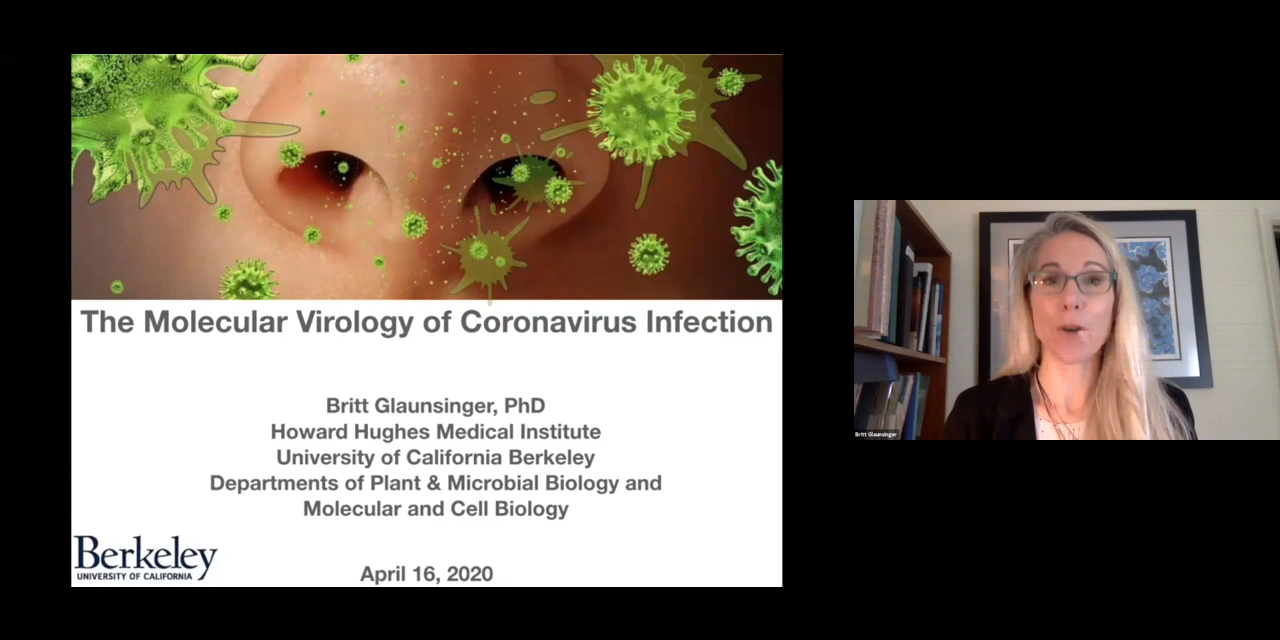 The Molecular Virology of Coronavirus Infection
Britt Glaunsinger, PhD
Howard Hughes Medical Institute
University of California Berkeley
Departments of Plant & Microbial Biology and
Molecular and Cell Biology
Berkeley
UNIVERSITY OF CALIFORNIA
April 16, 2020
Britt Glaunsinger